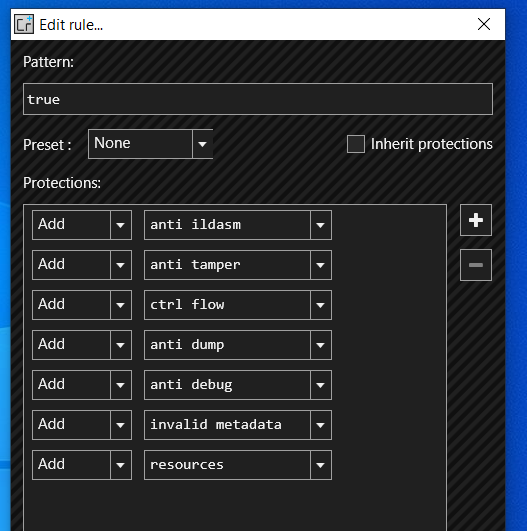 Cr Edit rule...
Pattern:
true
Preset : None Inherit protections
Protections:
Add anti ildasm
Add anti tamper
Add ctrl flow
Add anti dump
Add anti debug
Add invalid metadata
Add resources